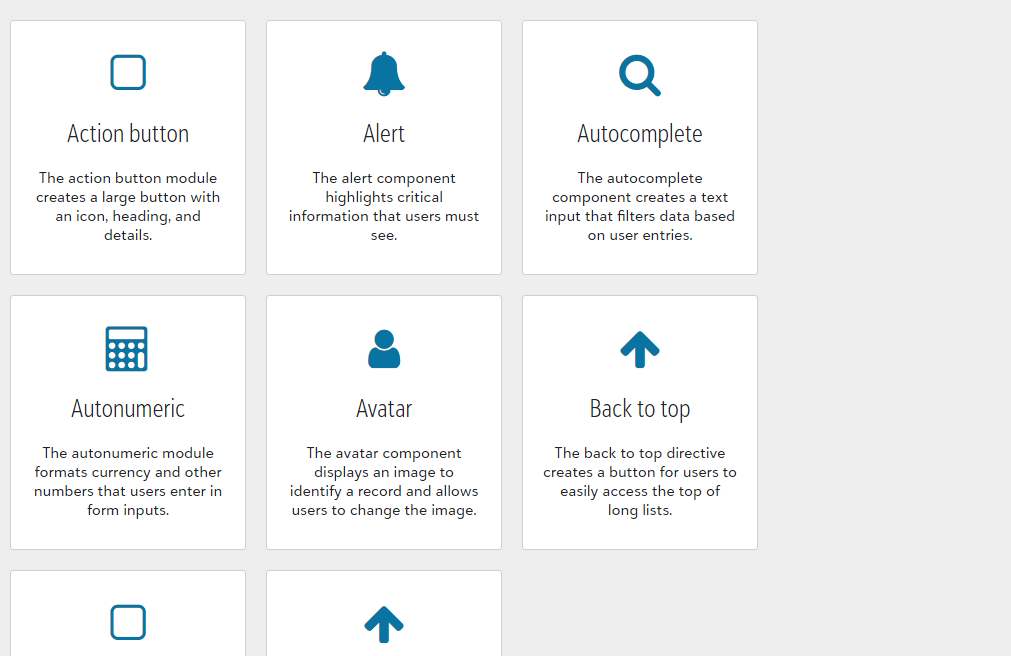 Action button
The action button module
creates a large button with
an icon, heading, and
details.
Alert
The alert component
highlights critical
information that users must
see.
Autocomplete
The autocomplete
component creates a text
input that filters data based
on user entries.
Autonumeric
The autonumeric module
formats currency and other
numbers that users enter in
form inputs.
Avatar
The avatar component
displays an image to
identify a record and allows
users to change the image.
Back to top
The back to top directive
creates a button for users to
easily access the top of
long lists.